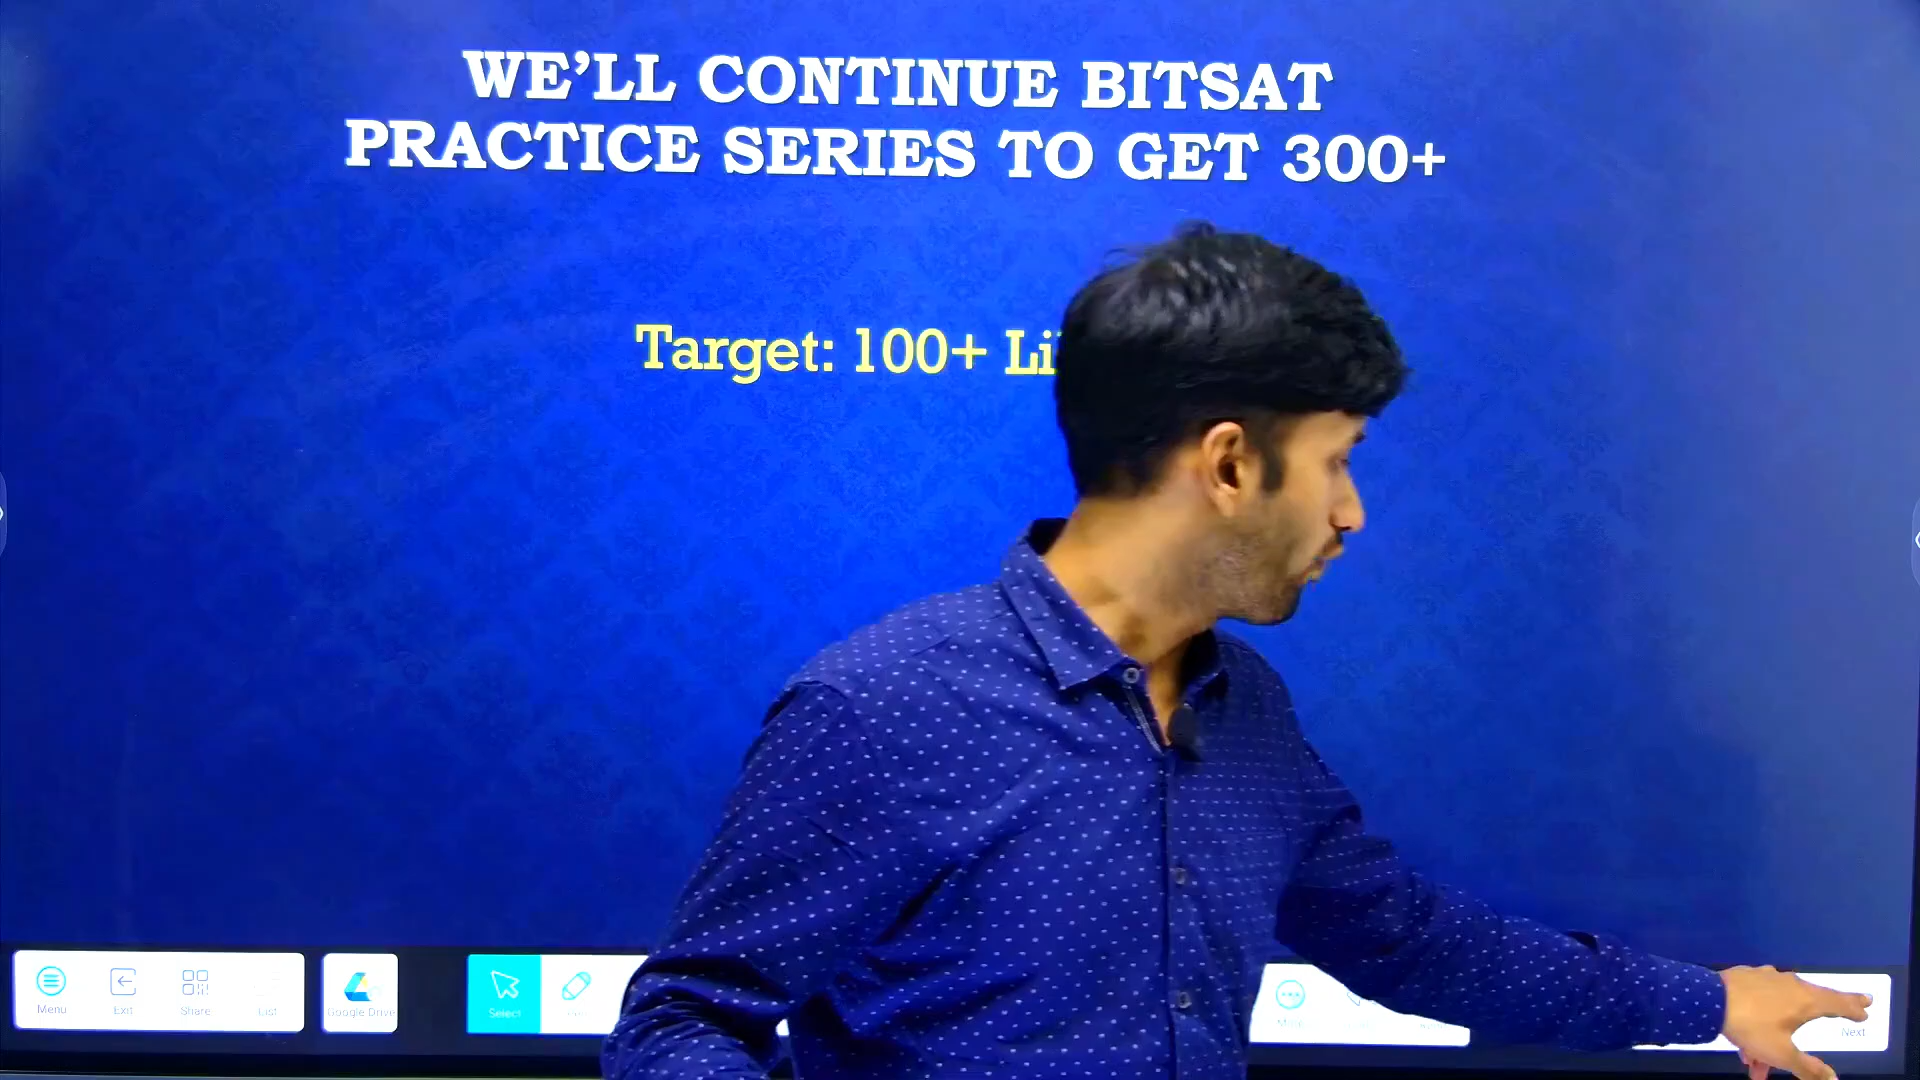 WE’LL CONTINUE BITSAT
PRACTICE SERIES TO GET 300+
Target: 100+ Li
Menu
Exit
Share
List
Google Drive
Select
Next